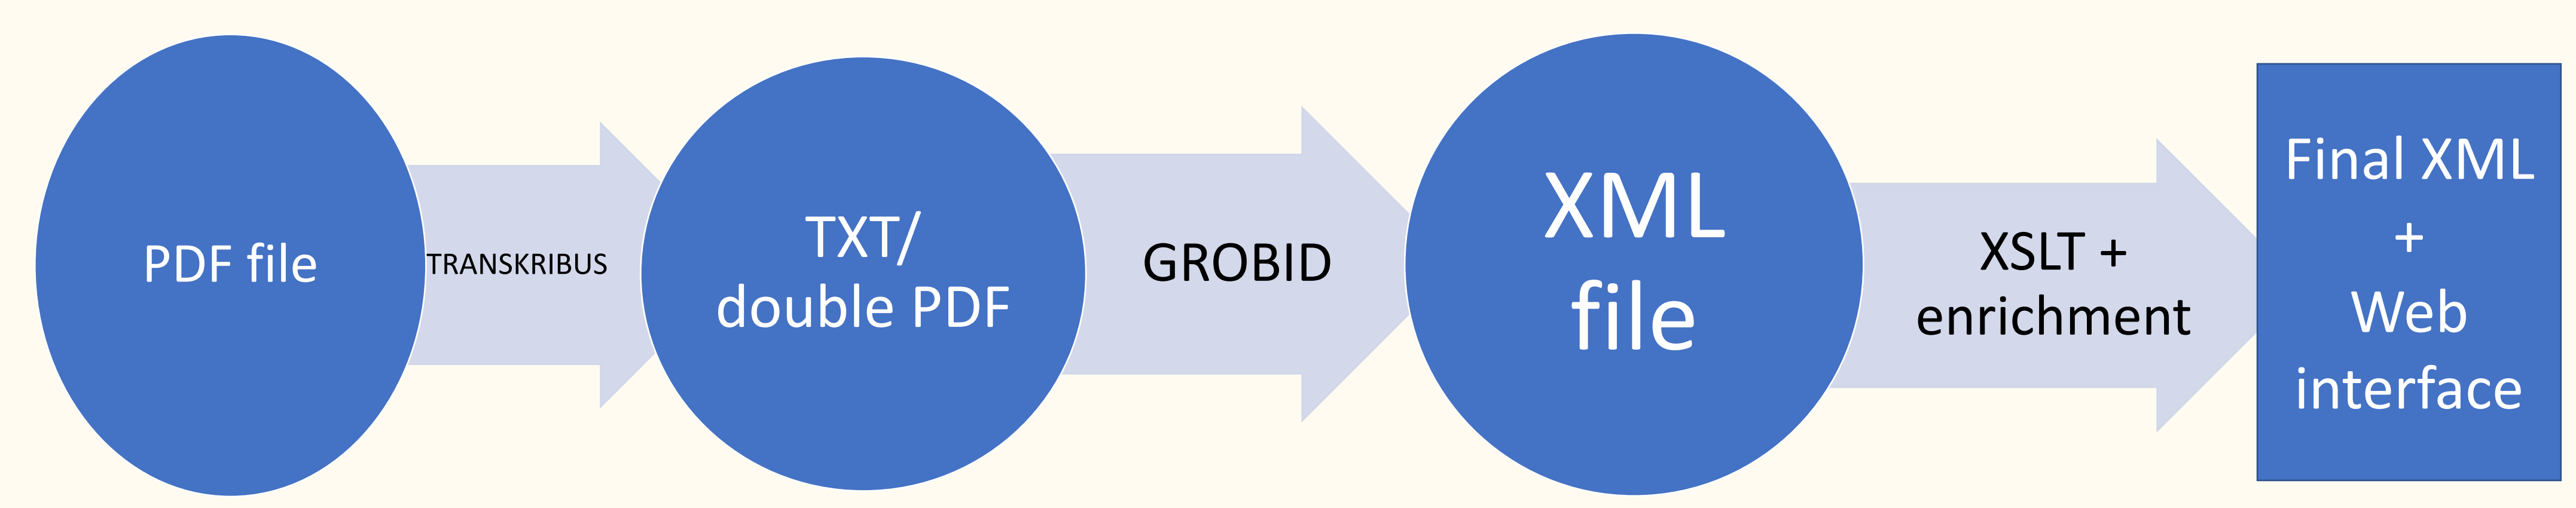 PDF file
TRANSKRIBUS
TXT/
double PDF
GROBID
XML
file
XSLT +
enrichment
Final XML
+
Web
interface